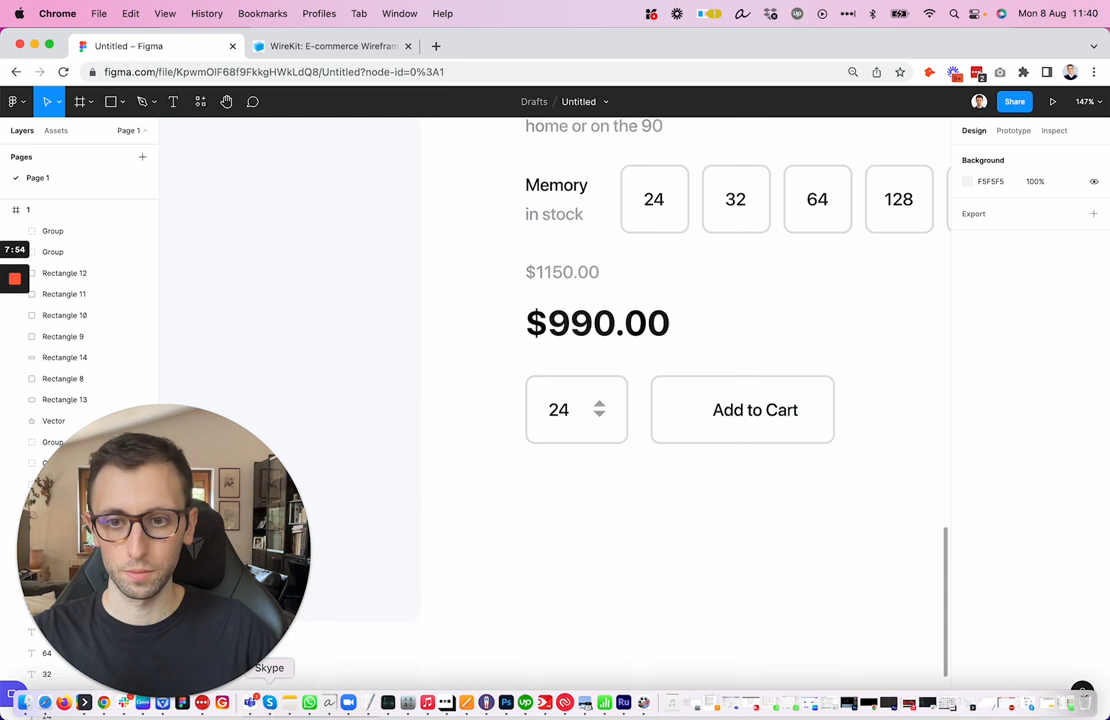 Chrome File Edit View History Bookmarks Profiles Tab Window Help
Mon 8 Aug 11:40
Untitled – Figma
WireKit: E-commerce Wirefram
figma.com/file/KpwmOlF68f9FkkgHWkLdQ8/Untitled?node-id=0%3A1
9+
2
Drafts / Untitled
Share
147%
Layers Assets Page 1
Design Prototype Inspect
Pages
Page 1
Background
F5F5F5 100%
Export
1
Group
7:54
Group
Rectangle 12
Rectangle 11
Rectangle 10
Rectangle 9
Rectangle 14
Rectangle 8
Rectangle 13
Vector
Group
64
32
home or on the 90
Memory
in stock
24
32
64
128
$1150.00
$990.00
24
Add to Cart
Skype